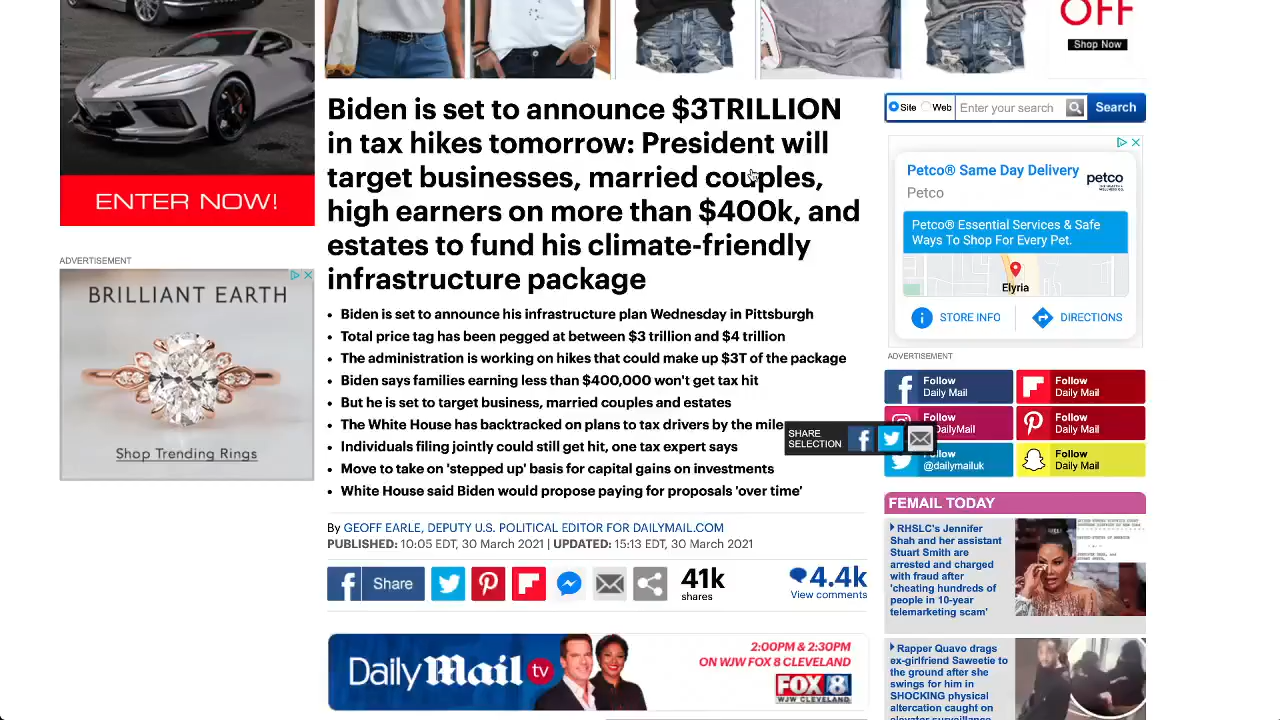 OFF
Shop Now
ENTER NOW!
ADVERTISEMENT
BRILLIANT EARTH
Shop Trending Rings
Biden is set to announce $3TRILLION
in tax hikes tomorrow: President will
target businesses, married couples,
high earners on more than $400k, and
estates to fund his climate-friendly
infrastructure package
• Biden is set to announce his infrastructure plan Wednesday in Pittsburgh
• Total price tag has been pegged at between $3 trillion and $4 trillion
• The administration is working on hikes that could make up $3T of the package
• Biden says families earning less than $400,000 won't get tax hit
• But he is set to target business, married couples and estates
• The White House has backtracked on plans to tax drivers by the mile
• Individuals filing jointly could still get hit, one tax expert says
• Move to take on 'stepped up' basis for capital gains on investments
• White House said Biden would propose paying for proposals 'over time'
SHARE
SELECTION
By GEOFF EARLE, DEPUTY U.S. POLITICAL EDITOR FOR DAILYMAIL.COM
PUBLISHED: 10:05 EDT, 30 March 2021 | UPDATED: 15:13 EDT, 30 March 2021
Share
41k
shares
4.4k
View comments
Daily Mail tv
2:00PM & 2:30PM
ON WJW FOX 8 CLEVELAND
FOX 8
WJW CLEVELAND
Site Web Enter your search Search
Petco® Same Day Delivery
Petco
petco
Petco® Essential Services & Safe
Ways To Shop For Every Pet.
Elyria
STORE INFO DIRECTIONS
ADVERTISEMENT
Follow
Daily Mail
Follow
Daily Mail
Follow
DailyMail
Follow
Daily Mail
@dailymailuk
Follow
Daily Mail
FEMAIL TODAY
RHSLC's Jennifer
Shah and her assistant
Stuart Smith are
arrested and charged
with fraud after
'cheating hundreds of
people in 10-year
telemarketing scam'
Rapper Quavo drags
ex-girlfriend Saweetie to
the ground after she
swings for him in
SHOCKING physical
altercation caught on